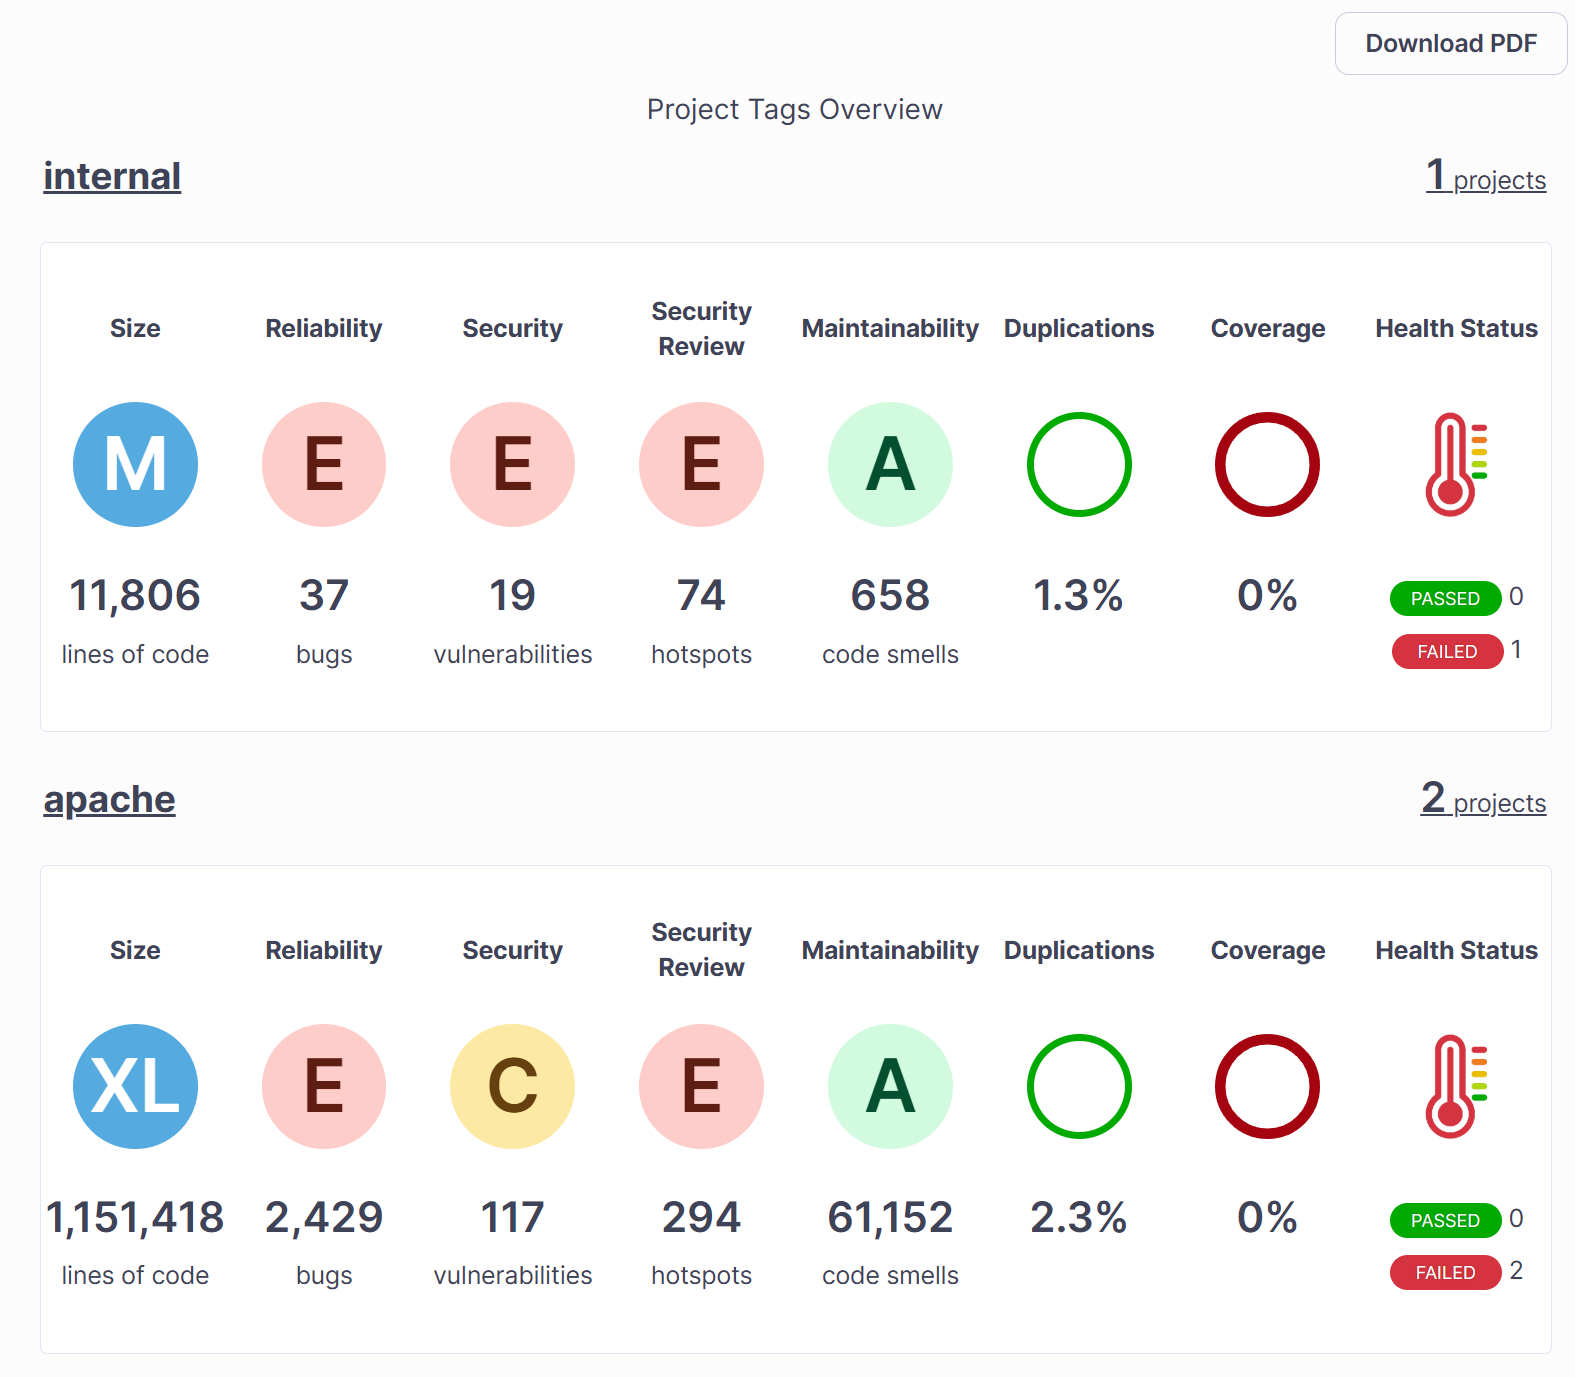 Download PDF
Project Tags Overview
internal
1 projects
Size Reliability Security Security Review Maintainability Duplications Coverage Health Status
M E E E A
11,806 37 19 74 658 1.3% 0% PASSED 0
lines of code bugs vulnerabilities hotspots code smells FAILED 1
apache
2 projects
Size Reliability Security Security Review Maintainability Duplications Coverage Health Status
XL E C E A
1,151,418 2,429 117 294 61,152 2.3% 0% PASSED 0
lines of code bugs vulnerabilities hotspots code smells FAILED 2